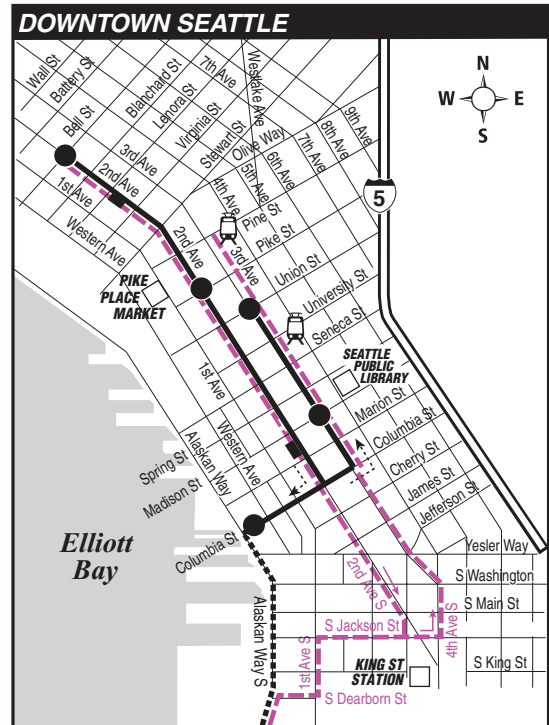 DOWNTOWN SEATTLE
Wall St
Battery St
Bell St
Blanchard St
Lenora St
Virginia St
Stewart St
Olive Way
7th Ave
Westlake Ave
9th Ave
8th Ave
7th Ave
6th Ave
5th Ave
4th Ave
3rd Ave
2nd Ave
1st Ave
Western Ave
N
W
E
S
5
2nd Ave
3rd Ave
Pine St
Pike St
Union St
University St
Seneca St
PIKE
PLACE
MARKET
SEATTLE
PUBLIC
LIBRARY
1st Ave
Western Ave
Alaskan Way
Spring St
Madison St
Columbia St
Marion St
Columbia St
Cherry St
James St
Jefferson St
Yesler Way
Elliott
Bay
2nd Ave S
S Washington
S Main St
S Jackson St
4th Ave S
S King St
KING ST
STATION
1st Ave S
Alaskan Way S
S Dearborn St